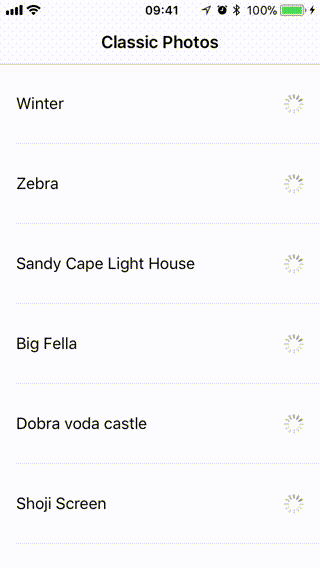 09:41
100%
Classic Photos
Winter
Zebra
Sandy Cape Light House
Big Fella
Dobra voda castle
Shoji Screen